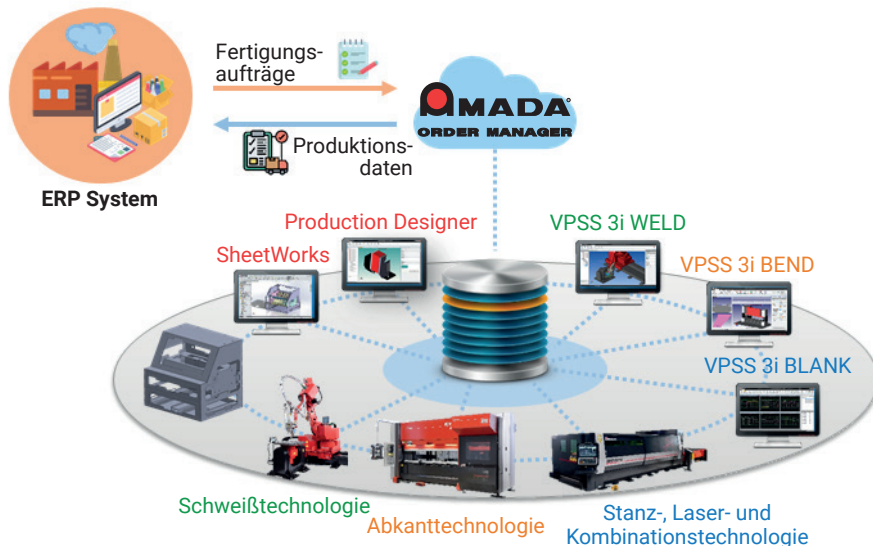 Fertigungs-
aufträge
AMADA
ORDER MANAGER
Produktions-
daten
ERP System
Production Designer
VPSS 3i WELD
SheetWorks
VPSS 3i BEND
VPSS 3i BLANK
Schweißtechnologie
Abkanttechnologie
Stanz-, Laser- und
Kombinationstechnologie